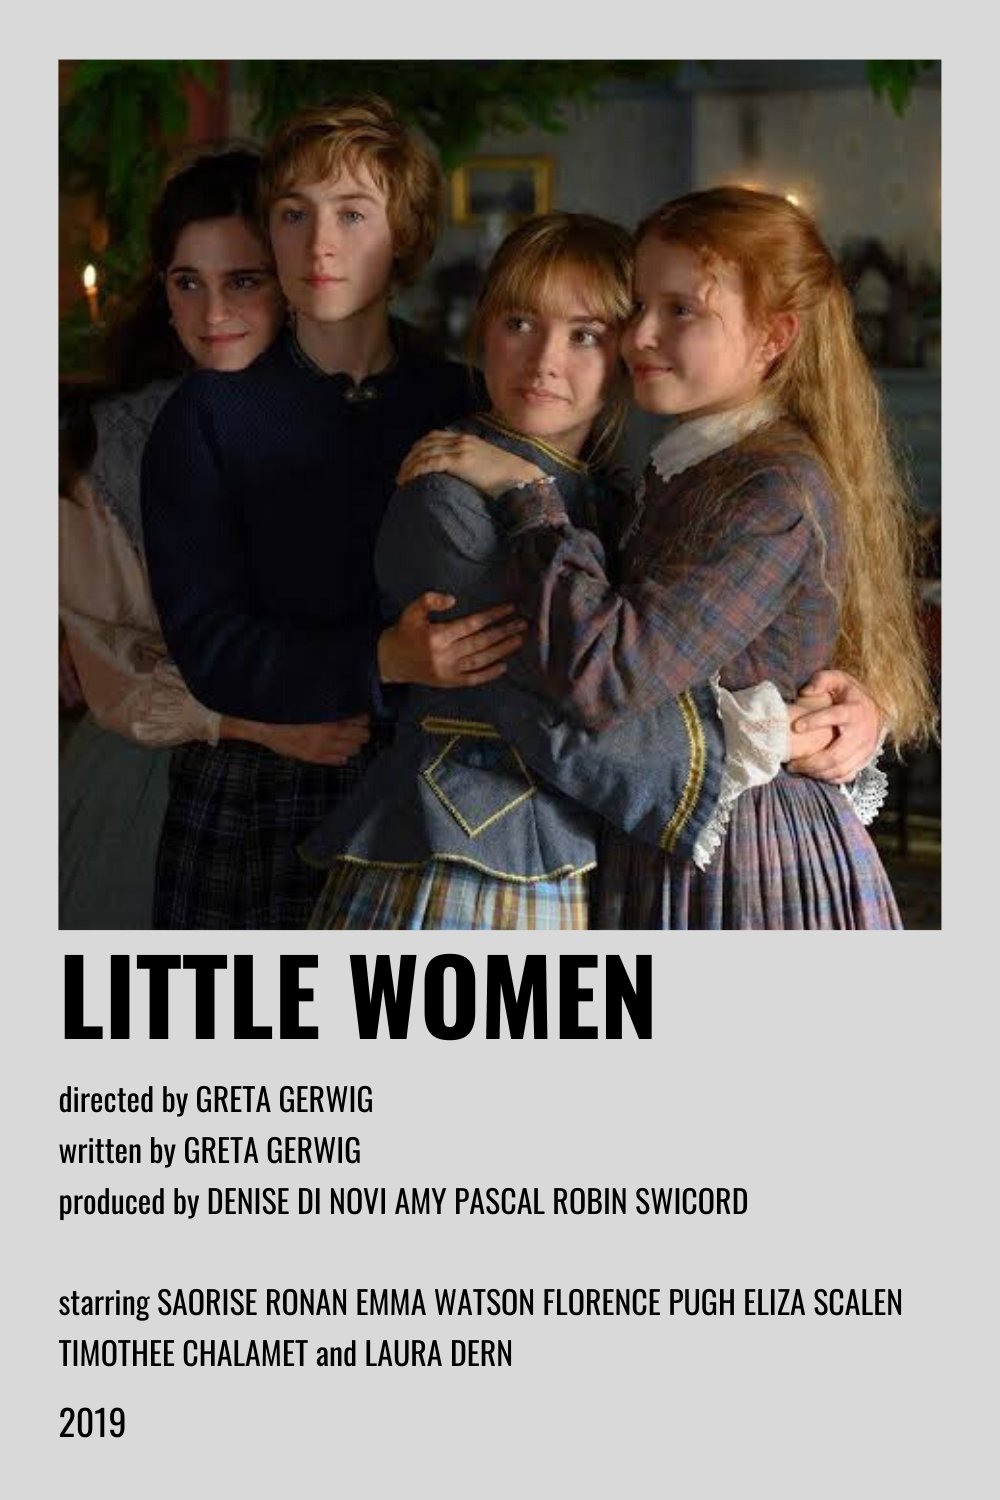 LITTLE WOMEN
directed by GRETA GERWIG
written by GRETA GERWIG
produced by DENISE DI NOVI AMY PASCAL ROBIN SWICORD
starring SAORISE RONAN EMMA WATSON FLORENCE PUGH ELIZA SCALEN
TIMOTHEE CHALAMET and LAURA DERN
2019